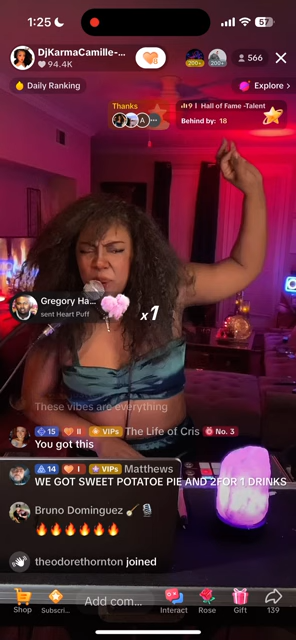 1:25
57
DjKarmaCamille-...
94.4K
200+
200+
566
Daily Ranking
Explore >
Thanks
A
9 | Hall of Fame -Talent
Behind by: 18
Gregory Ha...
sent Heart Puff
x1
These vibes are everything
15 II VIPs The Life of Cris No. 3
You got this
14 I VIPs Matthews
WE GOT SWEET POTATOE PIE AND 2FOR 1 DRINKS
Bruno Dominguez
🔥🔥🔥🔥🔥🔥
theodorethornton joined
Shop
Subscri...
Add com...
Interact
Rose
Gift
139